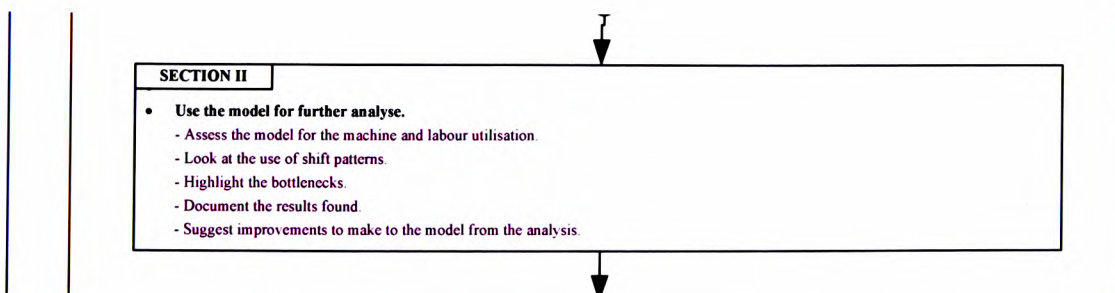 SECTION II
• Use the model for further analyse.
- Assess the model for the machine and labour utilisation.
- Look at the use of shift patterns.
- Highlight the bottlenecks.
- Document the results found.
- Suggest improvements to make to the model from the analysis.